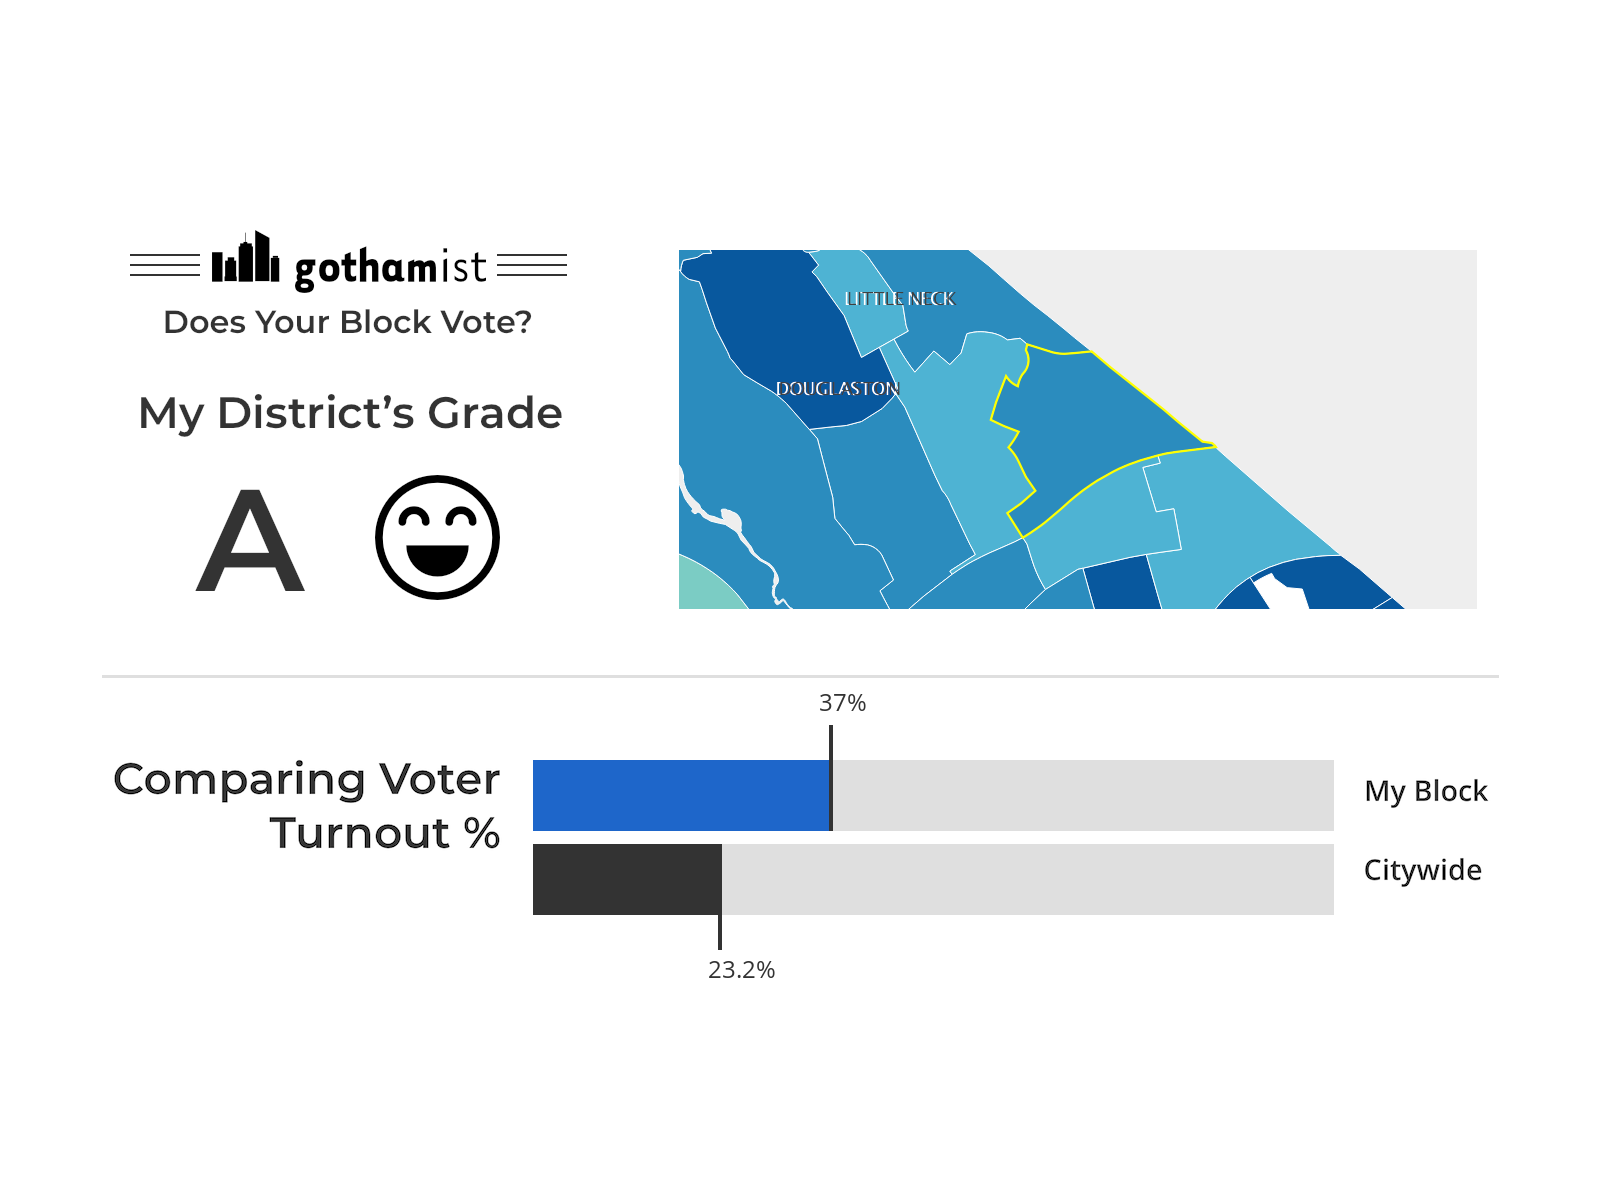 gothamist
Does Your Block Vote?
My District’s Grade
A
LITTLE NECK
DOUGLASTON
37%
Comparing Voter
Turnout %
My Block
Citywide
23.2%